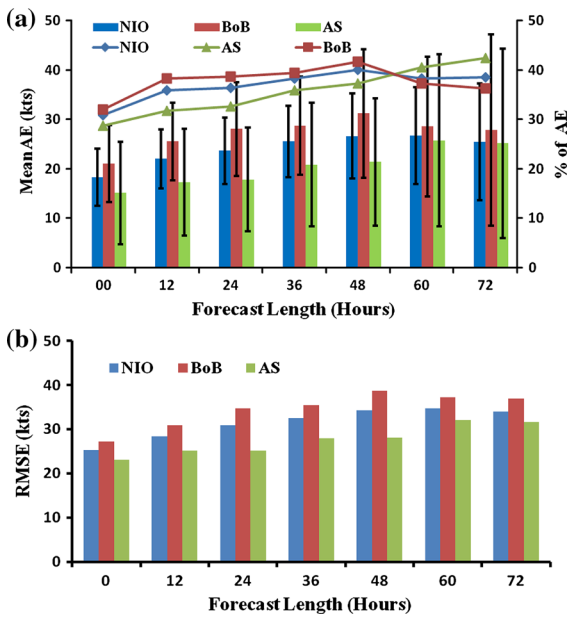 (a)
NIO BoB AS
NIO AS BoB
Mean AE (kts)
50
40
30
20
10
0
50
40
30
20
10
0
% of AE
00 12 24 36 48 60 72
Forecast Length (Hours)
(b)
NIO BoB AS
RMSE (kts)
50
40
30
20
10
0
0 12 24 36 48 60 72
Forecast Length (Hours)